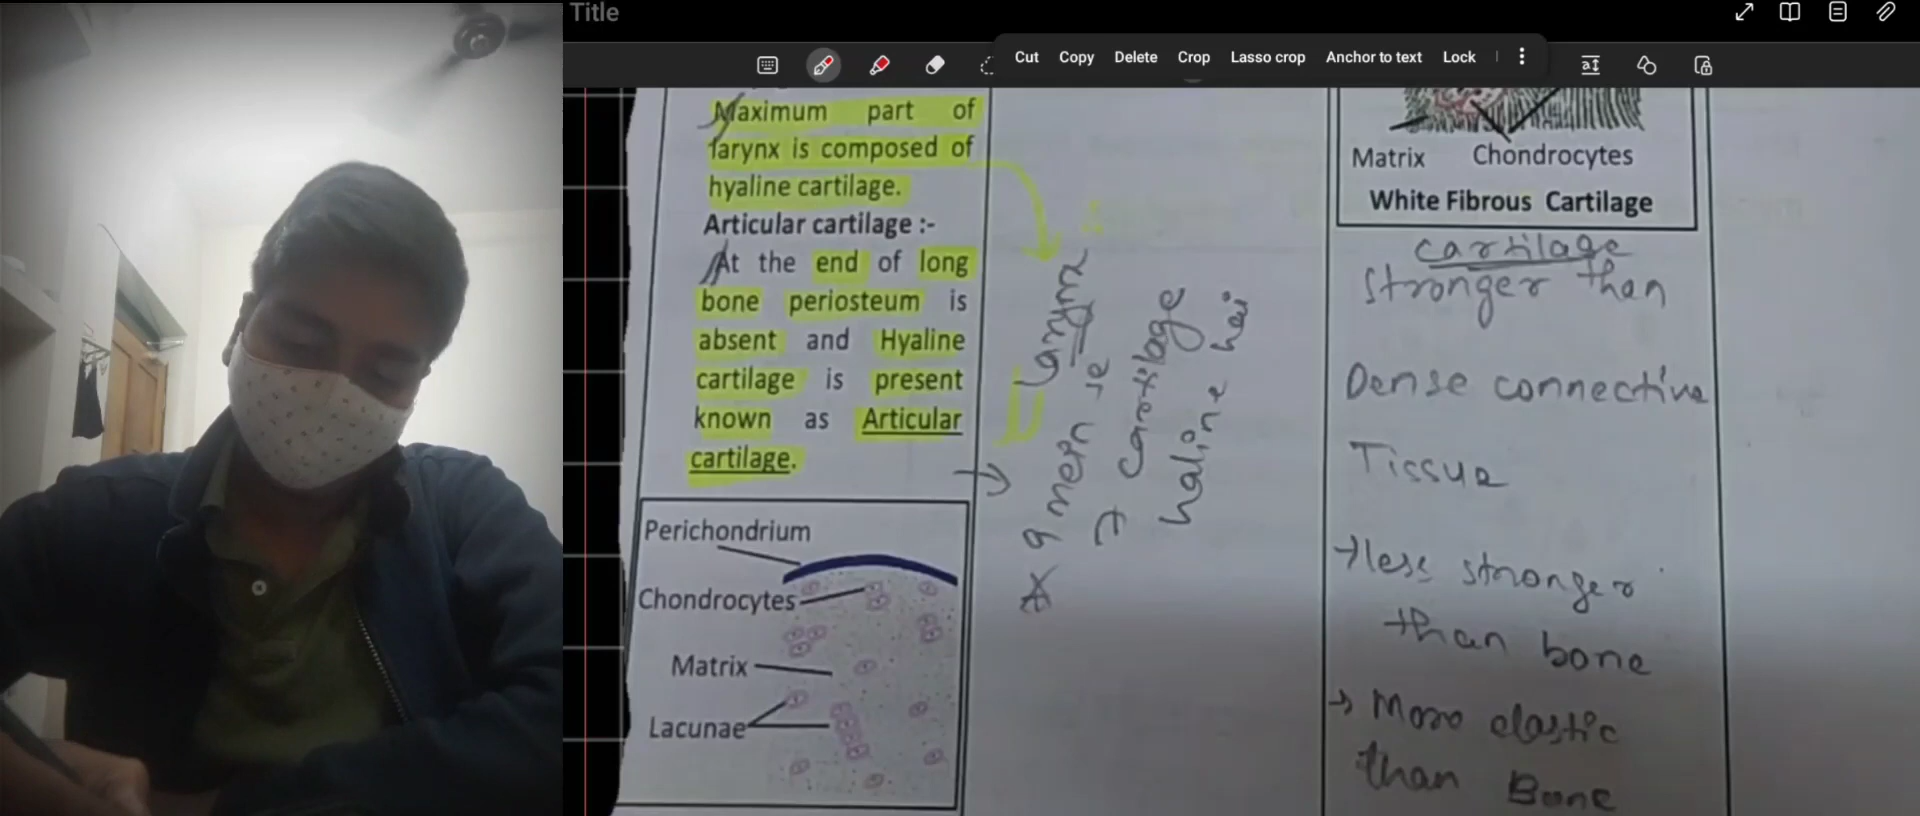 Title
Cut Copy Delete Crop Lasso crop Anchor to text Lock
Maximum part of
larynx is composed of
hyaline cartilage.
Articular cartilage :-
At the end of long
bone periosteum is
absent and Hyaline
cartilage is present
known as Articular
cartilage.
Perichondrium
Chondrocytes
Matrix
Lacunae
Larynx
* 9 mein se
→ Cartilage
haline hai
Matrix Chondrocytes
White Fibrous Cartilage
cartilage
Stronger than
Dense connective
Tissue
→ less stronger
than bone
→ More elastic
than Bone